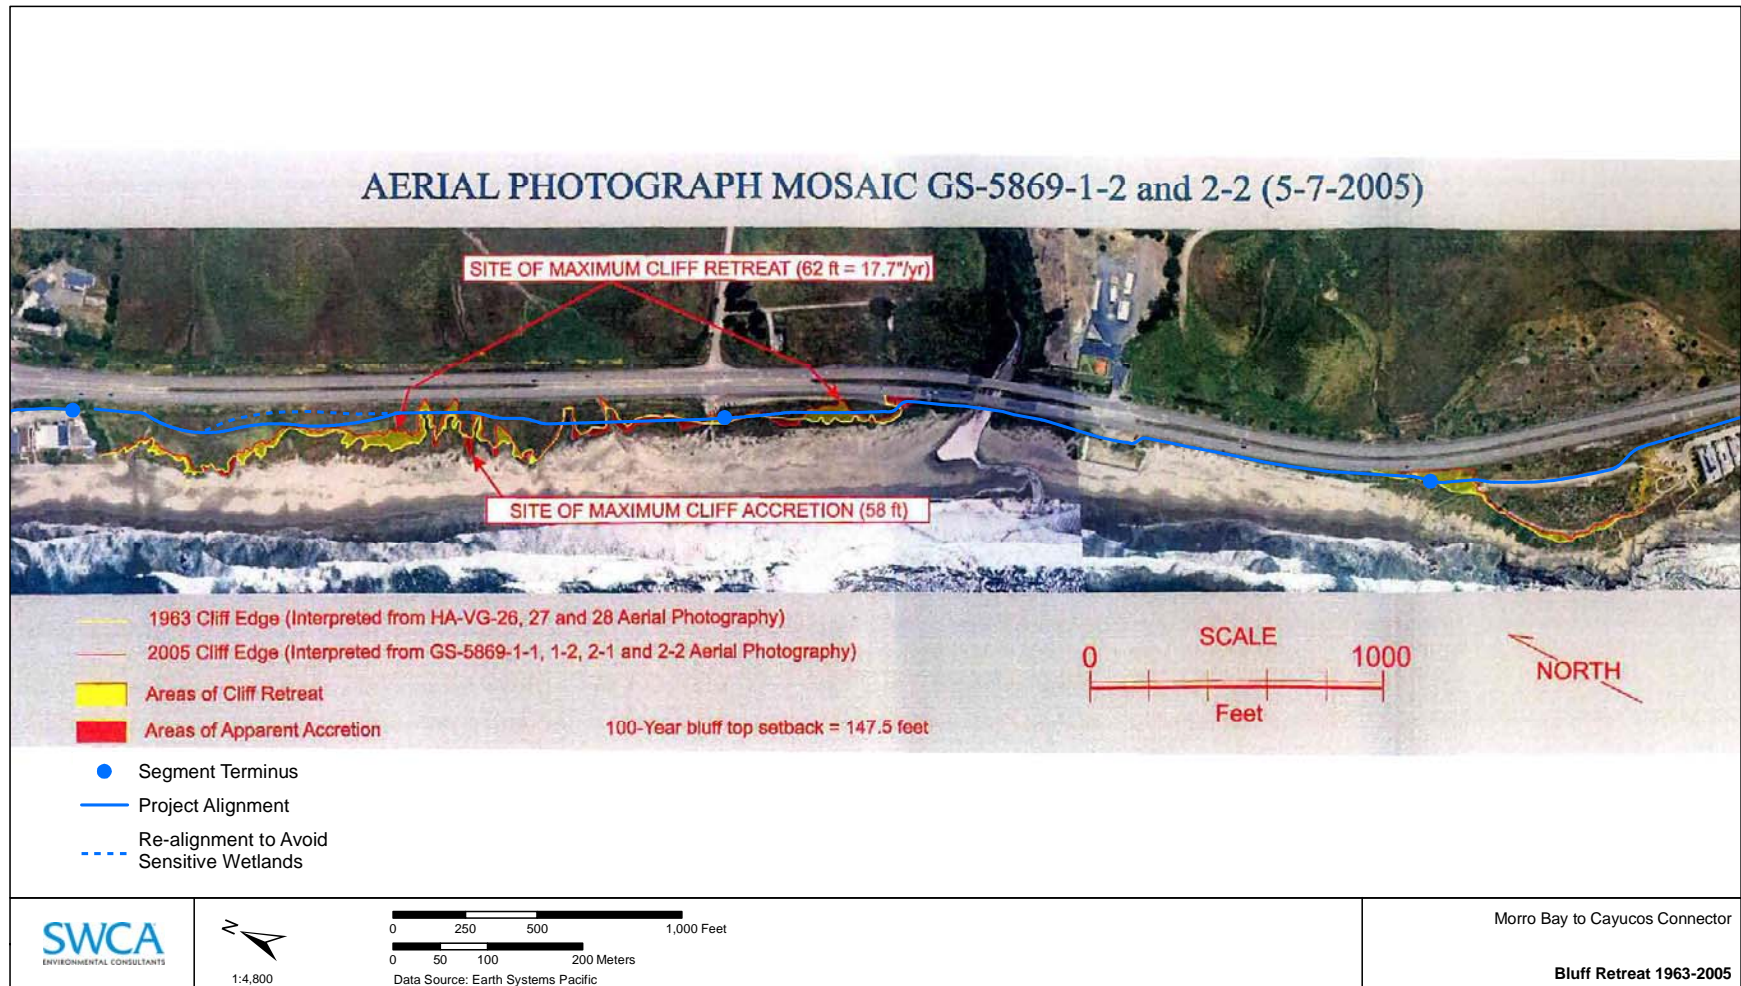 AERIAL PHOTOGRAPH MOSAIC GS-5869-1-2 and 2-2 (5-7-2005)
SITE OF MAXIMUM CLIFF RETREAT (62 ft = 17.7"/yr)
SITE OF MAXIMUM CLIFF ACCRETION (58 ft)
1963 Cliff Edge (Interpreted from HA-VG-26, 27 and 28 Aerial Photography)
2005 Cliff Edge (Interpreted from GS-5869-1-1, 1-2, 2-1 and 2-2 Aerial Photography)
Areas of Cliff Retreat
Areas of Apparent Accretion
100-Year bluff top setback = 147.5 feet
SCALE
0 1000
Feet
NORTH
Segment Terminus
Project Alignment
Re-alignment to Avoid
Sensitive Wetlands
SWCA
ENVIRONMENTAL CONSULTANTS
N
1:4,800
0 250 500 1,000 Feet
0 50 100 200 Meters
Data Source: Earth Systems Pacific
Morro Bay to Cayucos Connector
Bluff Retreat 1963-2005